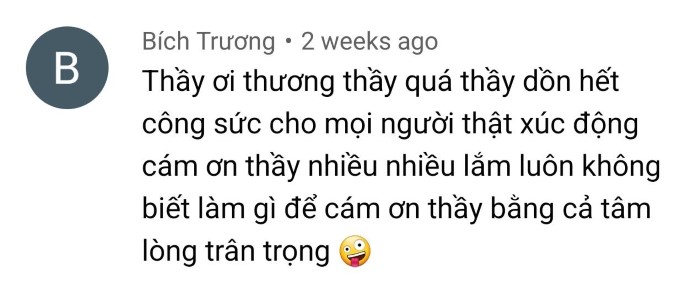 B
Bích Trương • 2 weeks ago
Thầy ơi thương thầy quá thầy dồn hết
công sức cho mọi người thật xúc động
cám ơn thầy nhiều nhiều lắm luôn không
biết làm gì để cám ơn thầy bằng cả tâm
lòng trân trọng 🤪